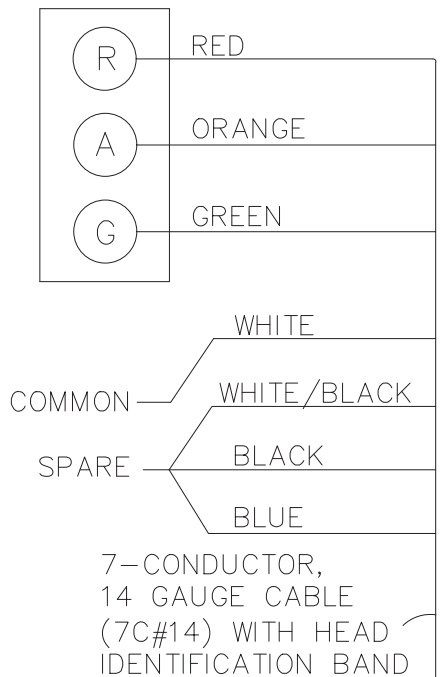 R RED
A ORANGE
G GREEN
WHITE
COMMON
WHITE/BLACK
SPARE
BLACK
BLUE
7-CONDUCTOR,
14 GAUGE CABLE
(7C#14) WITH HEAD
IDENTIFICATION BAND